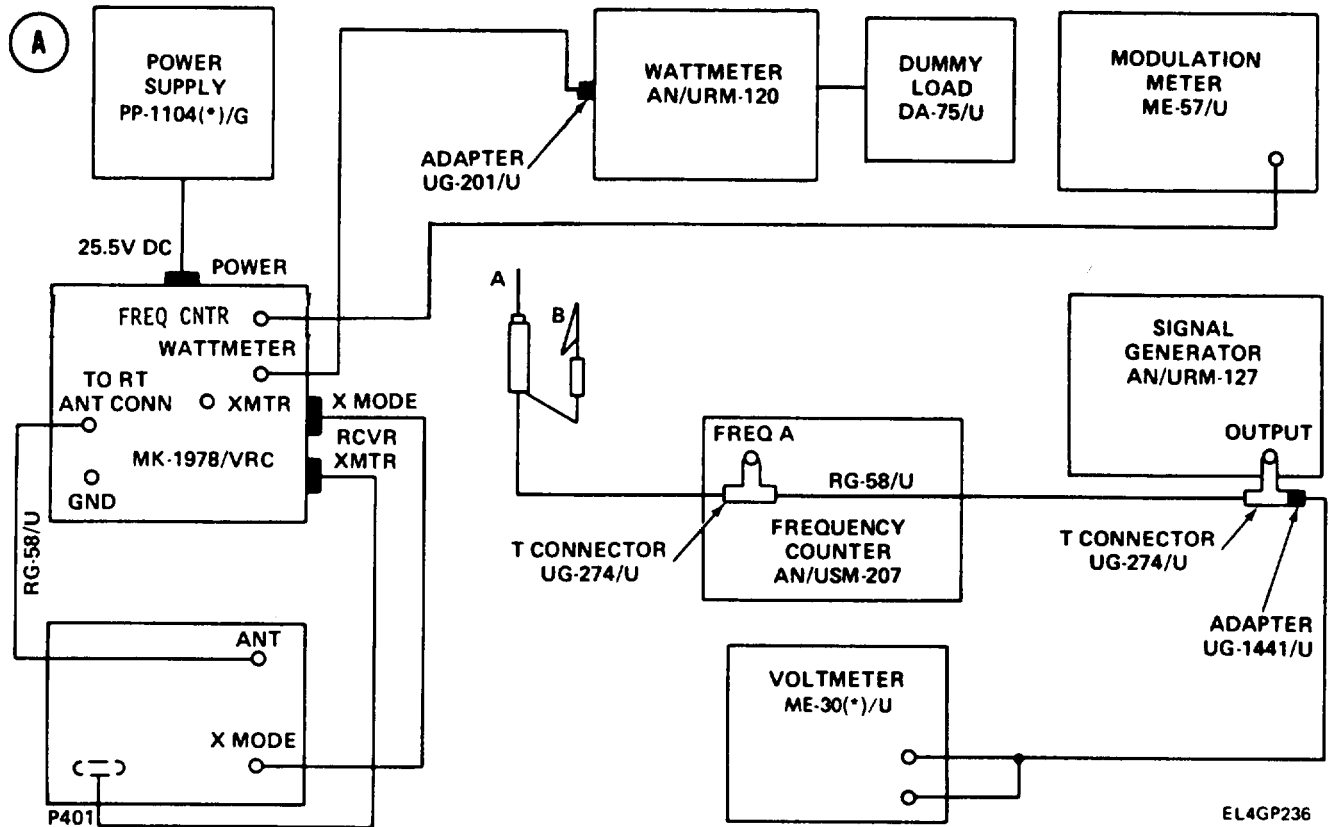 A
POWER
SUPPLY
PP-1104(*)/G
WATTMETER
AN/URM-120
DUMMY
LOAD
DA-75/U
MODULATION
METER
ME-57/U
ADAPTER
UG-201/U
25.5V DC
POWER
FREQ CNTR
WATTMETER
TO RT
ANT CONN
XMTR
X MODE
RCVR
XMTR
MK-1978/VRC
GND
RG-58/U
A
B
SIGNAL
GENERATOR
AN/URM-127
OUTPUT
FREQ A
RG-58/U
T CONNECTOR
UG-274/U
FREQUENCY
COUNTER
AN/USM-207
T CONNECTOR
UG-274/U
ADAPTER
UG-1441/U
ANT
X MODE
P401
VOLTMETER
ME-30(*)/U
EL4GP236